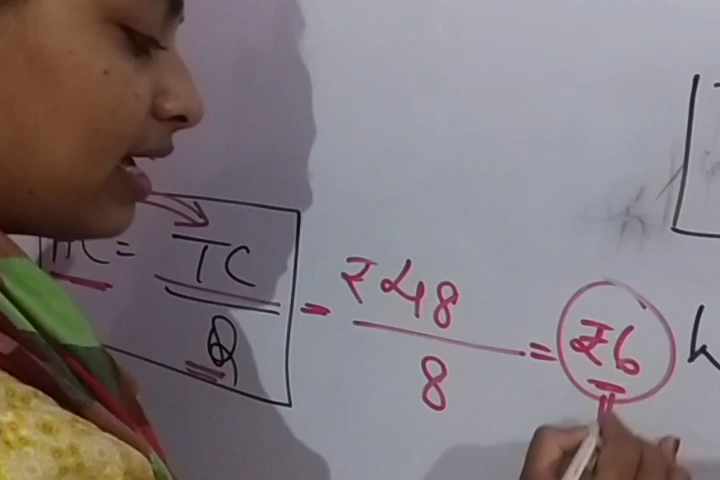 AC = TC / Q = ₹48 / 8 = ₹6